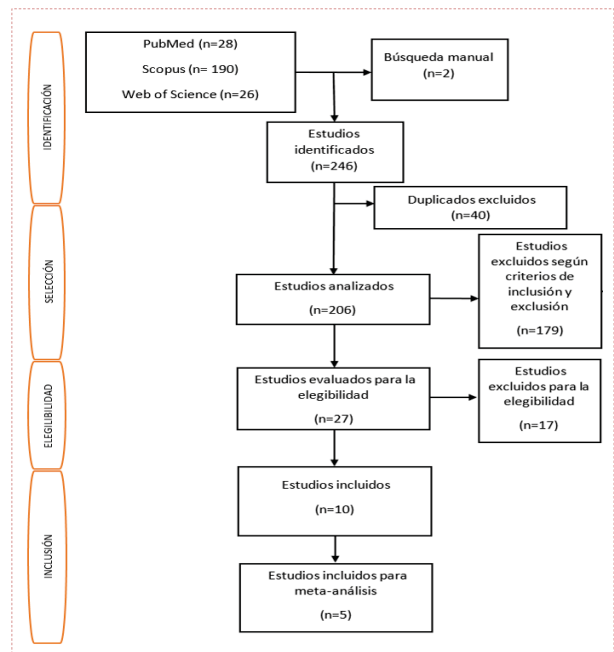 PubMed (n=28)
Scopus (n= 190)
Web of Science (n=26)
Búsqueda manual
(n=2)
IDENTIFICACIÓN
Estudios
identificados
(n=246)
Duplicados excluidos
(n=40)
SELECCIÓN
Estudios analizados
(n=206)
Estudios
excluidos según
criterios de
inclusión y
exclusión
(n=179)
ELEGILIBILIDAD
Estudios evaluados para la
elegibilidad
(n=27)
Estudios
excluidos para la
elegibilidad
(n=17)
INCLUSIÓN
Estudios incluidos
(n=10)
Estudios incluidos para
meta-análisis
(n=5)